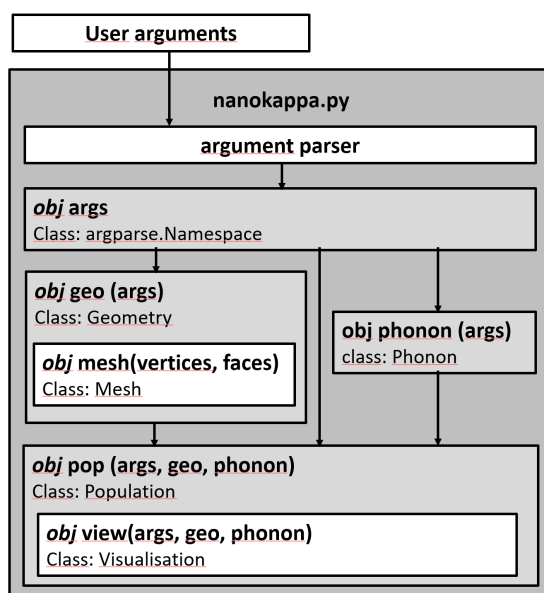 User arguments
nanokappa.py
argument parser
obj args
Class: argparse.Namespace
obj geo (args)
Class: Geometry
obj mesh(vertices, faces)
Class: Mesh
obj phonon (args)
class: Phonon
obj pop (args, geo, phonon)
Class: Population
obj view(args, geo, phonon)
Class: Visualisation